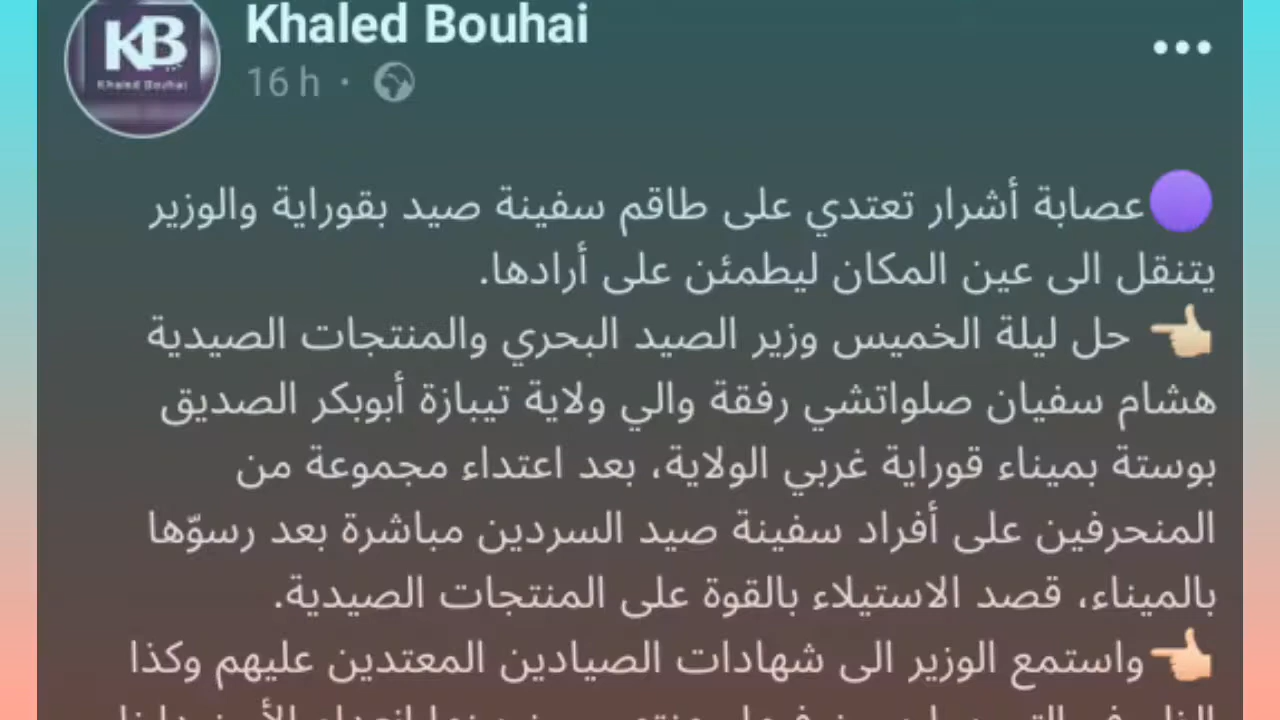 KB
Khaled Bouhai
Khaled Bouhai
16 h ·
عصابة أشرار تعتدي على طاقم سفينة صيد بقوراية والوزير
يتنقل الى عين المكان ليطمئن على أرادها.
حل ليلة الخميس وزير الصيد البحري والمنتجات الصيدية
هشام سفيان صلواتشي رفقة والي ولاية تيبازة أبوبكر الصديق
بوستة بميناء قوراية غربي الولاية، بعد اعتداء مجموعة من
المنحرفين على أفراد سفينة صيد السردين مباشرة بعد رسوّها
بالميناء، قصد الاستيلاء بالقوة على المنتجات الصيدية.
واستمع الوزير الى شهادات الصيادين المعتدين عليهم وكذا